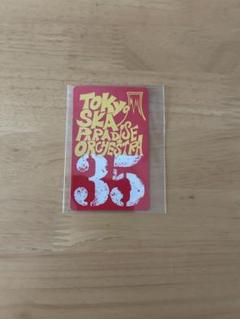 TOKYO
SKA
PARADISE
ORCHESTRA
35